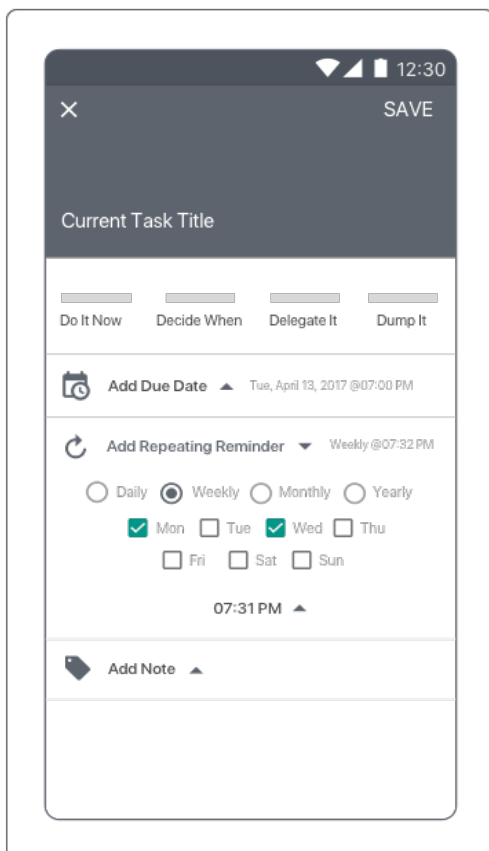 12:30
SAVE
Current Task Title
Do It Now Decide When Delegate It Dump It
Add Due Date Tue, April 13, 2017 @07:00 PM
Add Repeating Reminder Weekly @07:32 PM
Daily Weekly Monthly Yearly
Mon Tue Wed Thu
Fri Sat Sun
07:31 PM
Add Note